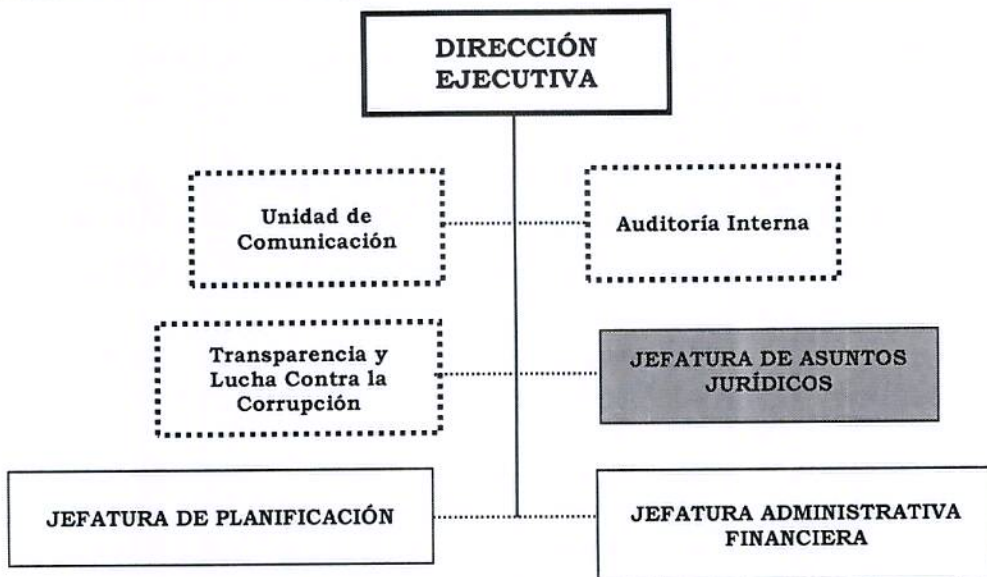 DIRECCIÓN
EJECUTIVA
Unidad de
Comunicación
Auditoría Interna
Transparencia y
Lucha Contra la
Corrupción
JEFATURA DE ASUNTOS
JURÍDICOS
JEFATURA DE PLANIFICACIÓN
JEFATURA ADMINISTRATIVA
FINANCIERA